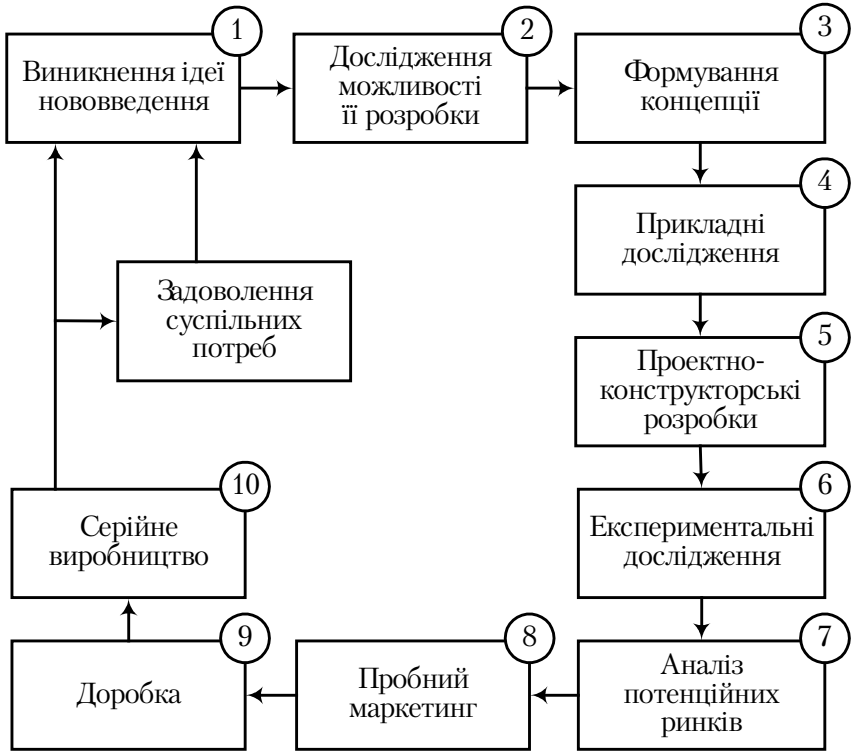 1
Виникнення ідеї
нововведення
2
Дослідження
можливості
її розробки
3
Формування
концепції
4
Прикладні
дослідження
Задоволення
суспільних
потреб
5
Проектно-
конструкторські
розробки
6
Експериментальні
дослідження
10
Серійне
виробництво
9
Доробка
8
Пробний
маркетинг
7
Аналіз
потенційних
ринків